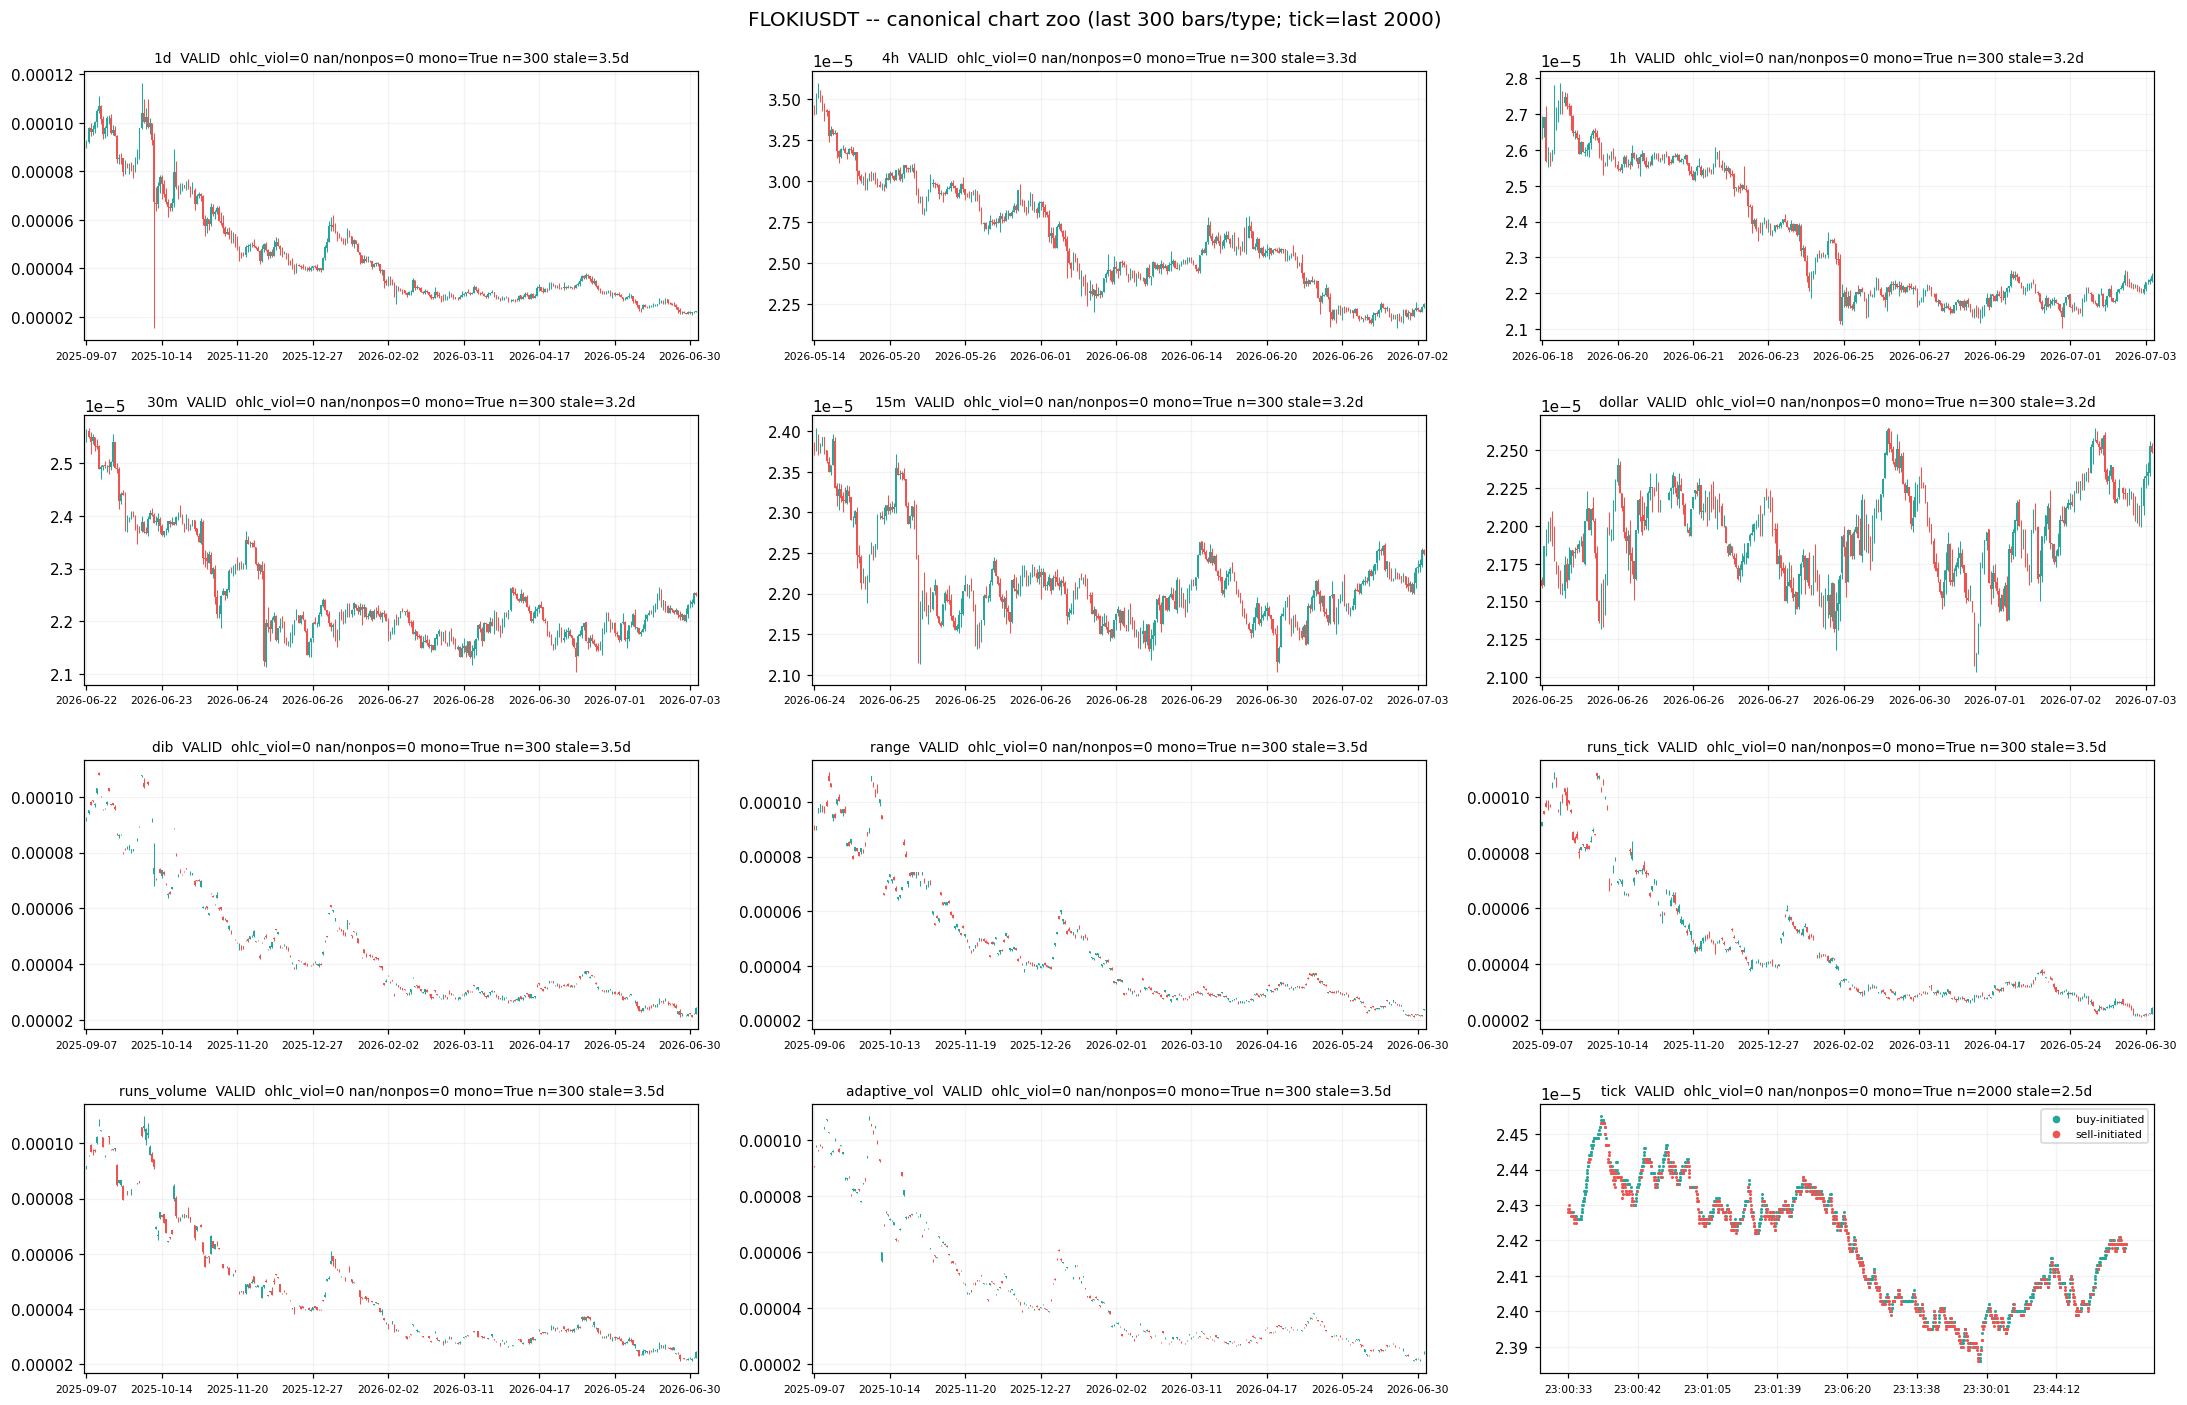 FLOKIUSDT -- canonical chart zoo (last 300 bars/type; tick=last 2000)
1d VALID ohlc_viol=0 nan/nonpos=0 mono=True n=300 stale=3.5d
0.00012
0.00010
0.00008
0.00006
0.00004
0.00002
2025-09-07 2025-10-14 2025-11-20 2025-12-27 2026-02-02 2026-03-11 2026-04-17 2026-05-24 2026-06-30
4h VALID ohlc_viol=0 nan/nonpos=0 mono=True n=300 stale=3.3d
1e-5
3.50
3.25
3.00
2.75
2.50
2.25
2026-05-14 2026-05-20 2026-05-26 2026-06-01 2026-06-08 2026-06-14 2026-06-20 2026-06-26 2026-07-02
1h VALID ohlc_viol=0 nan/nonpos=0 mono=True n=300 stale=3.2d
1e-5
2.8
2.7
2.6
2.5
2.4
2.3
2.2
2.1
2026-06-18 2026-06-20 2026-06-21 2026-06-23 2026-06-25 2026-06-27 2026-06-29 2026-07-01 2026-07-03
30m VALID ohlc_viol=0 nan/nonpos=0 mono=True n=300 stale=3.2d
1e-5
2.5
2.4
2.3
2.2
2.1
2026-06-22 2026-06-23 2026-06-24 2026-06-26 2026-06-27 2026-06-28 2026-06-30 2026-07-01 2026-07-03
15m VALID ohlc_viol=0 nan/nonpos=0 mono=True n=300 stale=3.2d
1e-5
2.40
2.35
2.30
2.25
2.20
2.15
2.10
2026-06-24 2026-06-25 2026-06-25 2026-06-26 2026-06-28 2026-06-29 2026-06-30 2026-07-02 2026-07-03
dollar VALID ohlc_viol=0 nan/nonpos=0 mono=True n=300 stale=3.2d
1e-5
2.250
2.225
2.200
2.175
2.150
2.125
2.100
2026-06-25 2026-06-26 2026-06-26 2026-06-27 2026-06-29 2026-06-30 2026-07-01 2026-07-02 2026-07-03
dib VALID ohlc_viol=0 nan/nonpos=0 mono=True n=300 stale=3.5d
0.00010
0.00008
0.00006
0.00004
0.00002
2025-09-07 2025-10-14 2025-11-20 2025-12-27 2026-02-02 2026-03-11 2026-04-17 2026-05-24 2026-06-30
range VALID ohlc_viol=0 nan/nonpos=0 mono=True n=300 stale=3.5d
0.00010
0.00008
0.00006
0.00004
0.00002
2025-09-06 2025-10-13 2025-11-19 2025-12-26 2026-02-01 2026-03-10 2026-04-16 2026-05-24 2026-06-30
runs_tick VALID ohlc_viol=0 nan/nonpos=0 mono=True n=300 stale=3.5d
0.00010
0.00008
0.00006
0.00004
0.00002
2025-09-07 2025-10-14 2025-11-20 2025-12-27 2026-02-02 2026-03-11 2026-04-17 2026-05-24 2026-06-30
runs_volume VALID ohlc_viol=0 nan/nonpos=0 mono=True n=300 stale=3.5d
0.00010
0.00008
0.00006
0.00004
0.00002
2025-09-07 2025-10-14 2025-11-20 2025-12-27 2026-02-02 2026-03-11 2026-04-17 2026-05-24 2026-06-30
adaptive_vol VALID ohlc_viol=0 nan/nonpos=0 mono=True n=300 stale=3.5d
0.00010
0.00008
0.00006
0.00004
0.00002
2025-09-07 2025-10-14 2025-11-20 2025-12-27 2026-02-02 2026-03-11 2026-04-17 2026-05-24 2026-06-30
tick VALID ohlc_viol=0 nan/nonpos=0 mono=True n=2000 stale=2.5d
1e-5
buy-initiated
sell-initiated
2.45
2.44
2.43
2.42
2.41
2.40
2.39
23:00:33 23:00:42 23:01:05 23:01:39 23:06:20 23:13:38 23:30:01 23:44:12